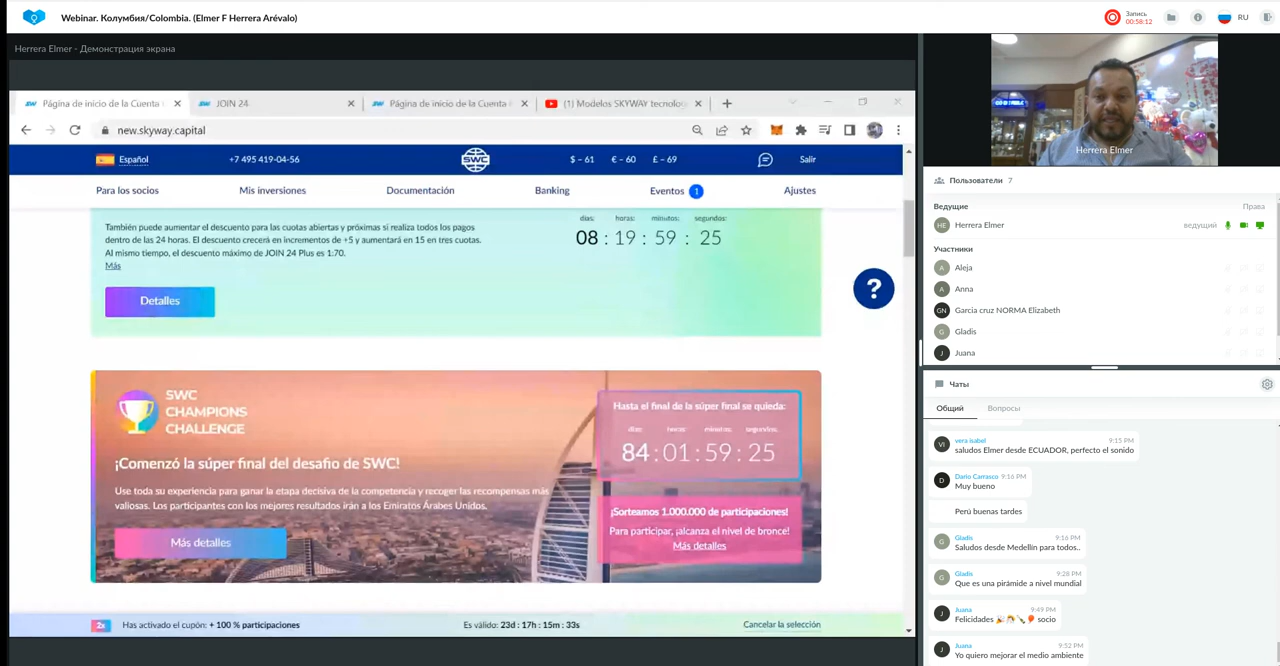 Webinar. Колумбия/Colombia. (Elmer F Herrera Arévalo)
Запись
00:58:12
RU
Herrera Elmer - Демонстрация экрана
Página de inicio de la Cuenta
JOIN 24
Página de inicio de la Cuenta
(1) Modelos SKYWAY tecnolo
new.skyway.capital
Español
+7 495 419-04-56
SWC
$ – 61
€ – 60
£ – 69
Salir
Para los socios
Mis inversiones
Documentación
Banking
Eventos 1
Ajustes
También puede aumentar el descuento para las cuotas abiertas y próximas si realiza todos los pagos
dentro de las 24 horas. El descuento crecerá en incrementos de +5 y aumentará en 15 en tres cuotas.
Al mismo tiempo, el descuento máximo de JOIN 24 Plus es 1:70.
Más
Detalles
días: horas: minutos: segundos:
08 : 19 : 59 : 25
?
SWC
CHAMPIONS
CHALLENGE
¡Comenzó la súper final del desafío de SWC!
Use toda su experiencia para ganar la etapa decisiva de la competencia y recoger las recompensas más
valiosas. Los participantes con los mejores resultados irán a los Emiratos Árabes Unidos.
Más detalles
Hasta el final de la súper final se quieda:
días: horas: minutos: segundos:
84 : 01 : 59 : 25
¡Sorteamos 1.000.000 de participaciones!
Para participar, ¡alcanza el nivel de bronce!
Más detalles
2x
Has activado el cupón: + 100 % participaciones
Es válido: 23d : 17h : 15m : 33s
Cancelar la selección
Herrera Elmer
Пользователи 7
Ведущие
Права
HE
Herrera Elmer
ведущий
Участники
A
Aleja
A
Anna
GN
Garcia cruz NORMA Elizabeth
G
Gladis
J
Juana
Чаты
Общий
Вопросы
VI
vera isabel 9:15 PM
saludos Elmer desde ECUADOR, perfecto el sonido
D
Dario Carrasco 9:16 PM
Muy bueno
Perú buenas tardes
G
Gladis 9:16 PM
Saludos desde Medellín para todos..
G
Gladis 9:28 PM
Que es una pirámide a nivel mundial
J
Juana 9:49 PM
Felicidades 🎉🎊🍾🎈 socio
J
Juana 9:52 PM
Yo quiero mejorar el medio ambiente